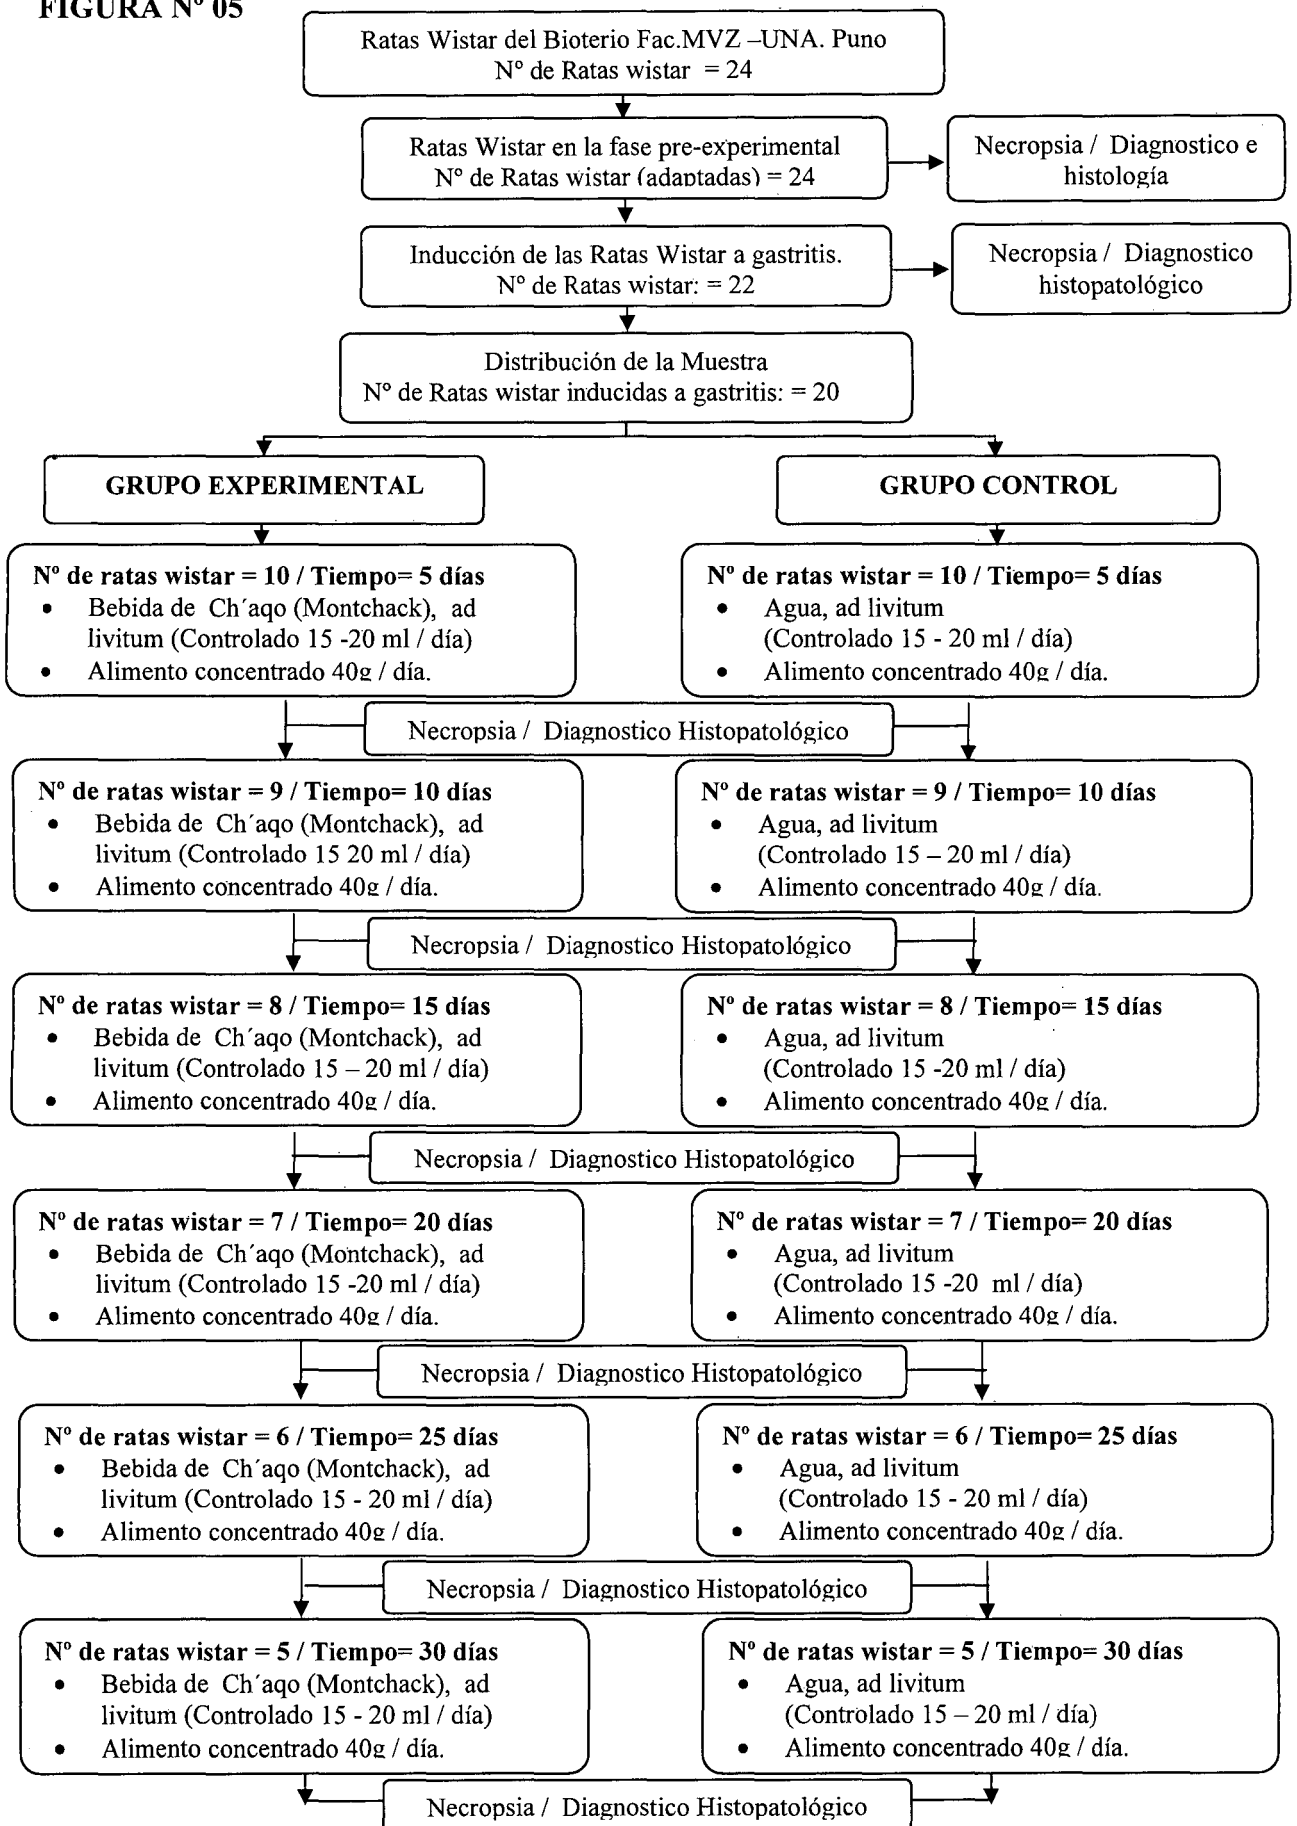 FIGURA Nº 05
Ratas Wistar del Bioterio Fac.MVZ –UNA. Puno
Nº de Ratas wistar = 24
Ratas Wistar en la fase pre-experimental
Nº de Ratas wistar (adaptadas) = 24
Necropsia / Diagnostico e
histología
Inducción de las Ratas Wistar a gastritis.
Nº de Ratas wistar: = 22
Necropsia / Diagnostico
histopatológico
Distribución de la Muestra
Nº de Ratas wistar inducidas a gastritis: = 20
GRUPO EXPERIMENTAL
GRUPO CONTROL
Nº de ratas wistar = 10 / Tiempo= 5 días
• Bebida de Ch´aqo (Montchack), ad
livitum (Controlado 15 -20 ml / día)
• Alimento concentrado 40g / día.
Nº de ratas wistar = 10 / Tiempo= 5 días
• Agua, ad livitum
(Controlado 15 - 20 ml / día)
• Alimento concentrado 40g / día.
Necropsia / Diagnostico Histopatológico
Nº de ratas wistar = 9 / Tiempo= 10 días
• Bebida de Ch´aqo (Montchack), ad
livitum (Controlado 15 20 ml / día)
• Alimento concentrado 40g / día.
Nº de ratas wistar = 9 / Tiempo= 10 días
• Agua, ad livitum
(Controlado 15 – 20 ml / día)
• Alimento concentrado 40g / día.
Necropsia / Diagnostico Histopatológico
Nº de ratas wistar = 8 / Tiempo= 15 días
• Bebida de Ch´aqo (Montchack), ad
livitum (Controlado 15 – 20 ml / día)
• Alimento concentrado 40g / día.
Nº de ratas wistar = 8 / Tiempo= 15 días
• Agua, ad livitum
(Controlado 15 -20 ml / día)
• Alimento concentrado 40g / día.
Necropsia / Diagnostico Histopatológico
Nº de ratas wistar = 7 / Tiempo= 20 días
• Bebida de Ch´aqo (Montchack), ad
livitum (Controlado 15 -20 ml / día)
• Alimento concentrado 40g / día.
Nº de ratas wistar = 7 / Tiempo= 20 días
• Agua, ad livitum
(Controlado 15 -20 ml / día)
• Alimento concentrado 40g / día.
Necropsia / Diagnostico Histopatológico
Nº de ratas wistar = 6 / Tiempo= 25 días
• Bebida de Ch´aqo (Montchack), ad
livitum (Controlado 15 - 20 ml / día)
• Alimento concentrado 40g / día.
Nº de ratas wistar = 6 / Tiempo= 25 días
• Agua, ad livitum
(Controlado 15 - 20 ml / día)
• Alimento concentrado 40g / día.
Necropsia / Diagnostico Histopatológico
Nº de ratas wistar = 5 / Tiempo= 30 días
• Bebida de Ch´aqo (Montchack), ad
livitum (Controlado 15 - 20 ml / día)
• Alimento concentrado 40g / día.
Nº de ratas wistar = 5 / Tiempo= 30 días
• Agua, ad livitum
(Controlado 15 – 20 ml / día)
• Alimento concentrado 40g / día.
Necropsia / Diagnostico Histopatológico